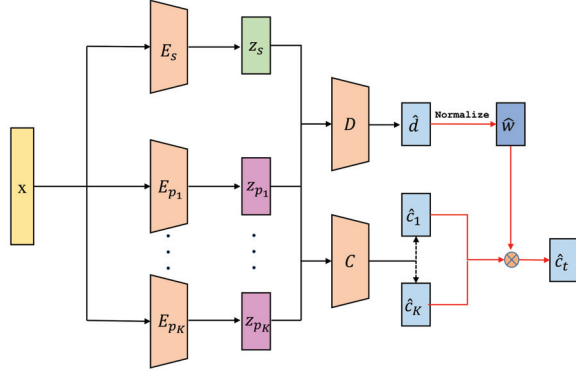 E_s
z_s
D
d̂
Normalize
ŵ
x
E_{p_1}
z_{p_1}
ĉ_1
C
ĉ_t
ĉ_K
E_{p_K}
z_{p_K}